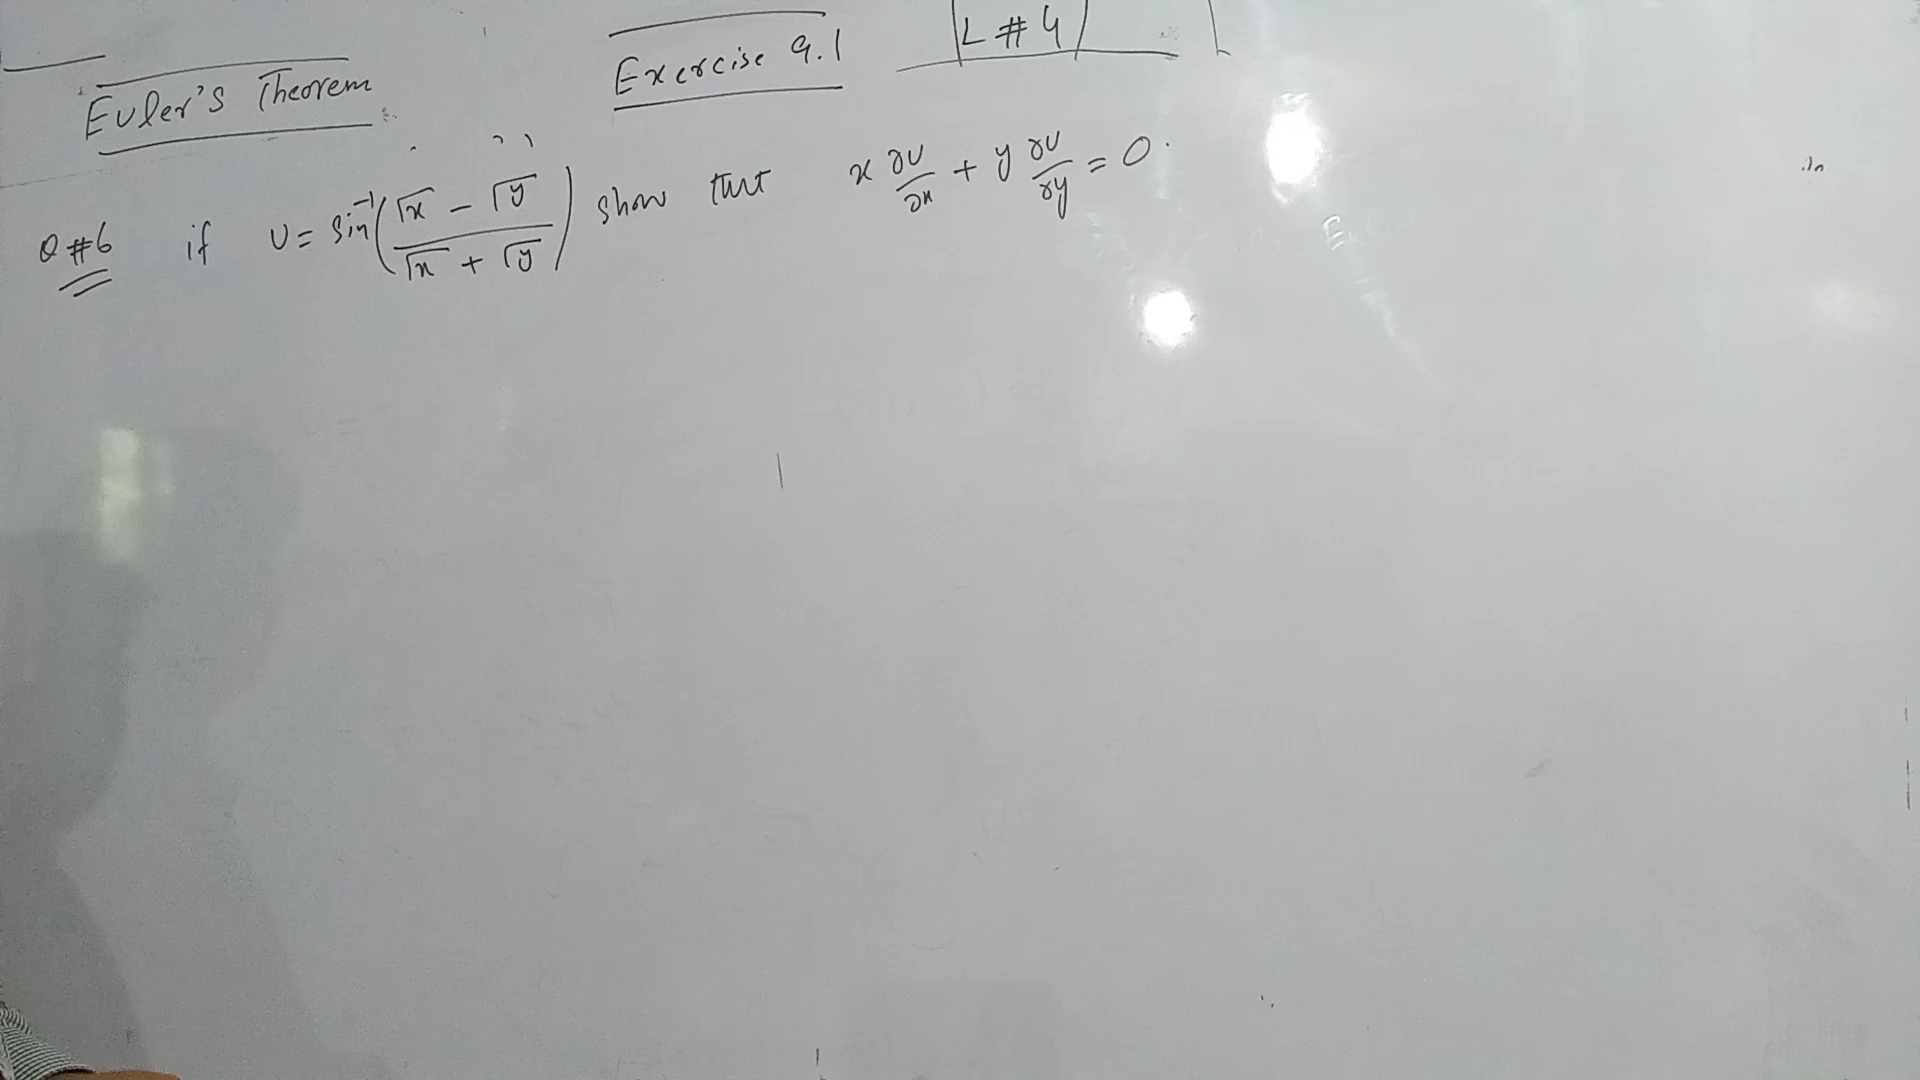 Euler's Theorem Exercise 9.1 L # 4
Q #6 if U = sin⁻¹(√x - √y / √x + √y) show that x ∂U/∂x + y ∂U/∂y = 0.